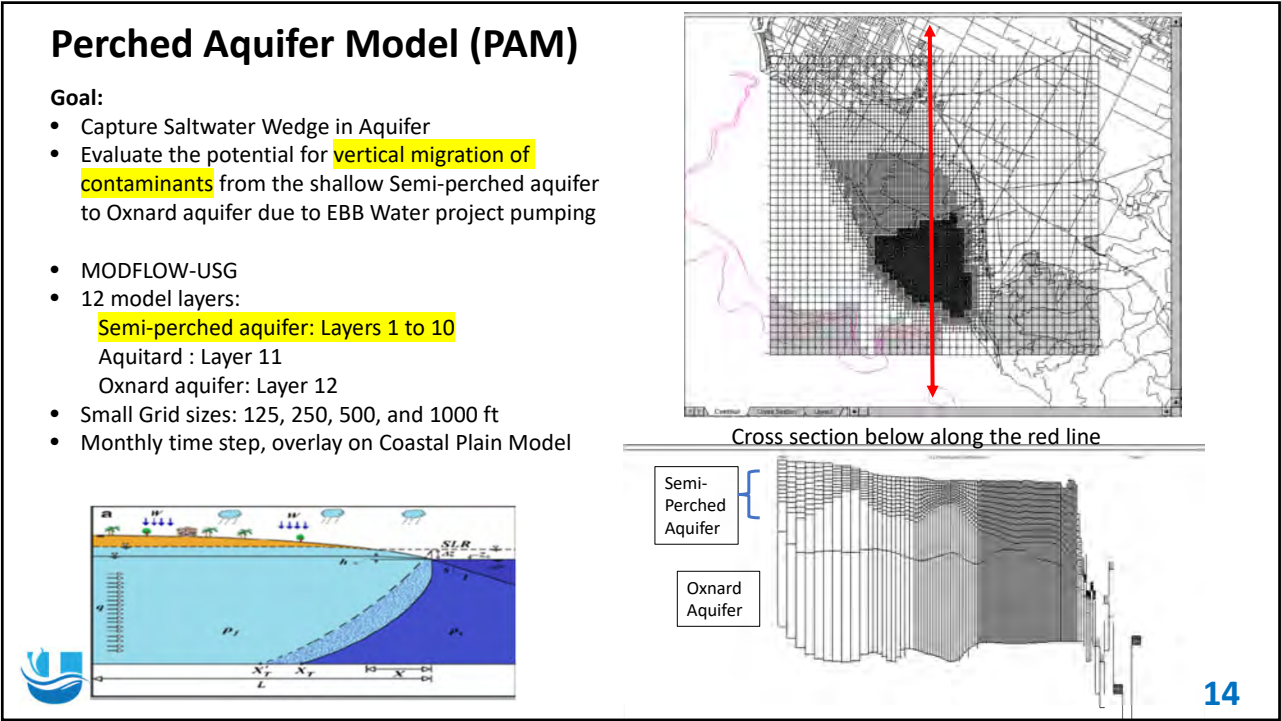 Perched Aquifer Model (PAM)
Goal:
• Capture Saltwater Wedge in Aquifer
• Evaluate the potential for vertical migration of
contaminants from the shallow Semi-perched aquifer
to Oxnard aquifer due to EBB Water project pumping
• MODFLOW-USG
• 12 model layers:
Semi-perched aquifer: Layers 1 to 10
Aquitard : Layer 11
Oxnard aquifer: Layer 12
• Small Grid sizes: 125, 250, 500, and 1000 ft
• Monthly time step, overlay on Coastal Plain Model
a
W
W
SLR
h
q
L
X
Cross section below along the red line
Semi-
Perched
Aquifer
Oxnard
Aquifer
14